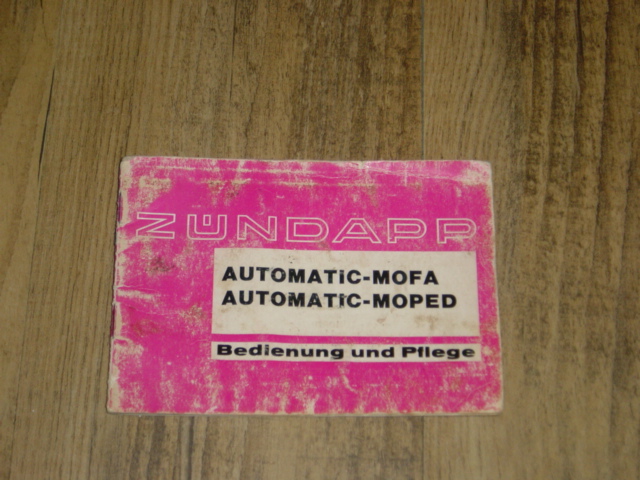 ZÜNDAPP
AUTOMATiC-MOFA
AUTOMATiC-MOPED
Bedienung und Pflege